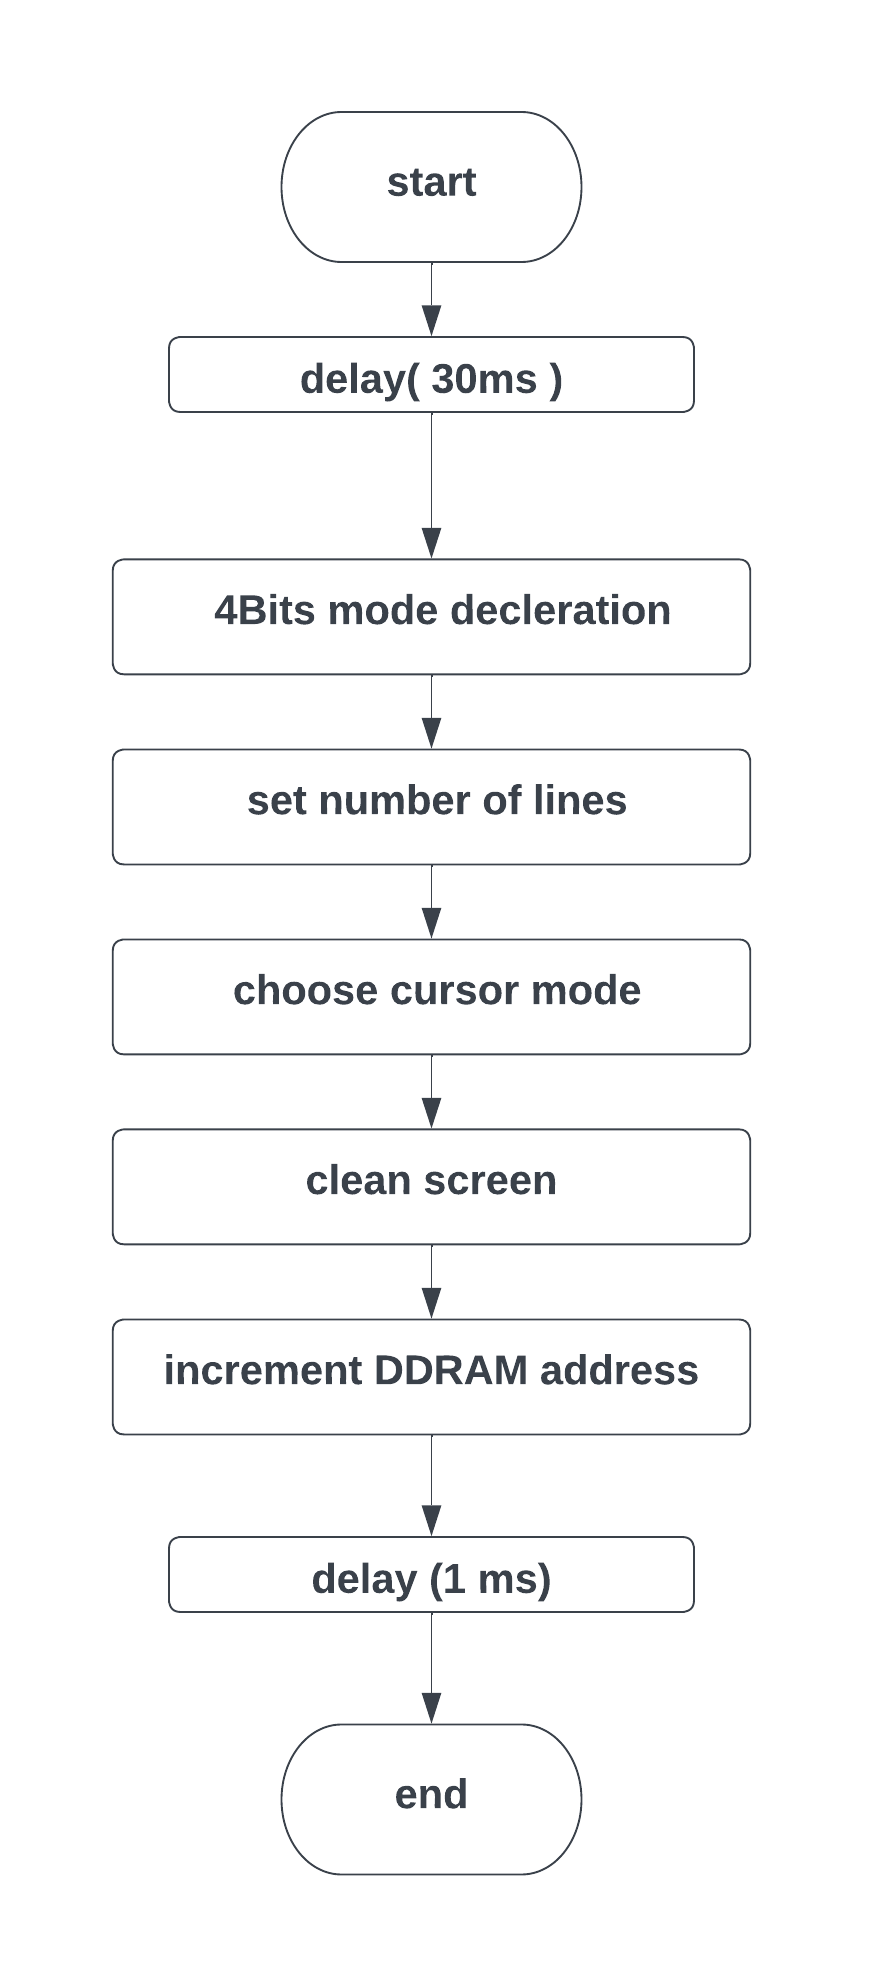 start
delay( 30ms )
4Bits mode decleration
set number of lines
choose cursor mode
clean screen
increment DDRAM address
delay (1 ms)
end